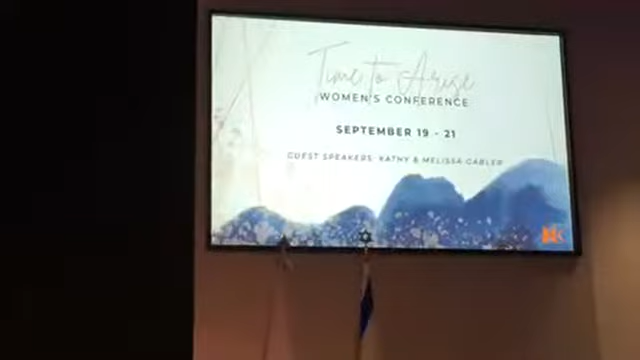 Time to Arise
WOMEN'S CONFERENCE
SEPTEMBER 19 - 21
GUEST SPEAKERS: KATHY & MELISSA GABLER